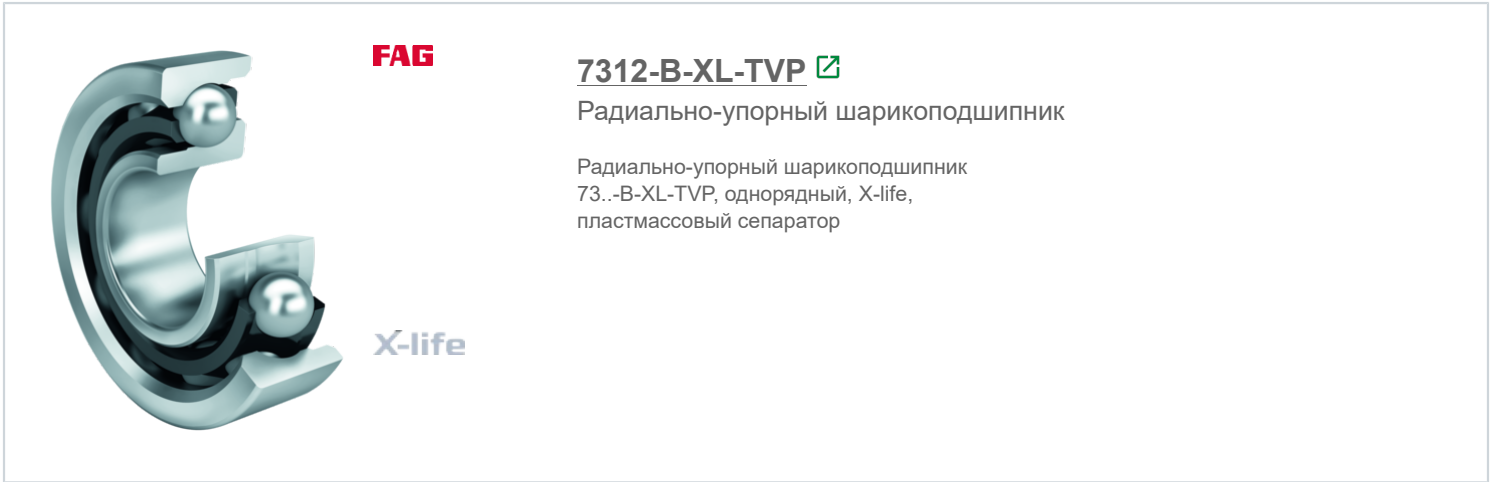 FAG
7312-B-XL-TVP
Радиально-упорный шарикоподшипник
Радиально-упорный шарикоподшипник
73..-B-XL-TVP, однорядный, X-life,
пластмассовый сепаратор
X-life